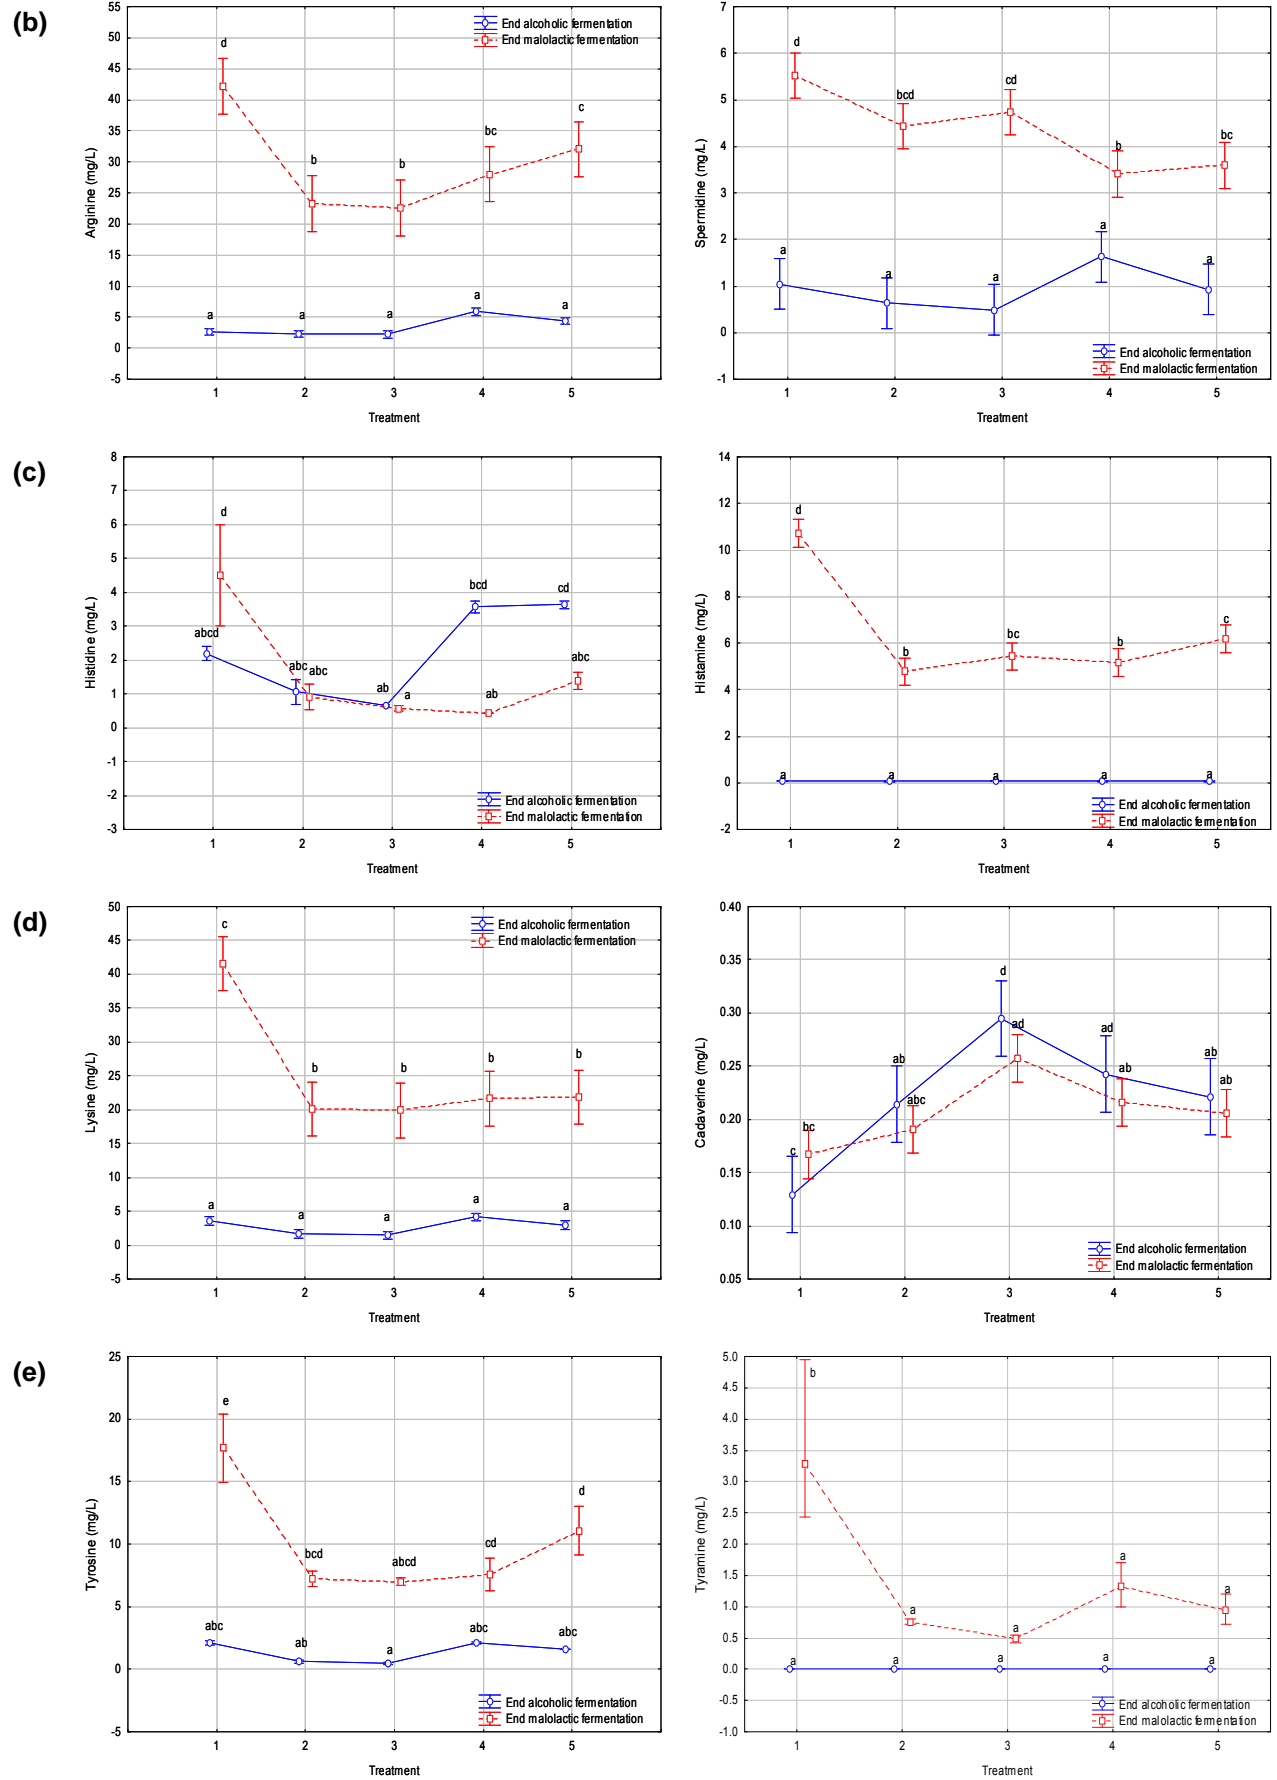 (b)
55
50
45
40
35
30
25
20
15
10
5
0
-5
Arginine (mg/L)
End alcoholic fermentation
End malolactic fermentation
d
b
b
bc
c
a
a
a
a
a
1 2 3 4 5
Treatment
7
6
5
4
3
2
1
0
-1
Spermidine (mg/L)
d
bcd
cd
b
bc
a
a
a
a
a
End alcoholic fermentation
End malolactic fermentation
1 2 3 4 5
Treatment
(c)
8
7
6
5
4
3
2
1
0
-1
-2
-3
Histidine (mg/L)
d
abcd
abc
abc
ab
a
bcd
ab
cd
abc
End alcoholic fermentation
End malolactic fermentation
1 2 3 4 5
Treatment
14
12
10
8
6
4
2
0
-2
Histamine (mg/L)
d
b
bc
b
c
a
a
a
a
a
End alcoholic fermentation
End malolactic fermentation
1 2 3 4 5
Treatment
(d)
50
45
40
35
30
25
20
15
10
5
0
-5
Lysine (mg/L)
End alcoholic fermentation
End malolactic fermentation
c
b
b
b
b
a
a
a
a
a
1 2 3 4 5
Treatment
0.40
0.35
0.30
0.25
0.20
0.15
0.10
0.05
Cadaverine (mg/L)
c
bc
ab
abc
d
ad
ad
ab
ab
ab
End alcoholic fermentation
End malolactic fermentation
1 2 3 4 5
Treatment
(e)
25
20
15
10
5
0
-5
Tyrosine (mg/L)
e
bcd
abcd
cd
d
abc
ab
a
abc
abc
End alcoholic fermentation
End malolactic fermentation
1 2 3 4 5
Treatment
5.0
4.5
4.0
3.5
3.0
2.5
2.0
1.5
1.0
0.5
0.0
-0.5
-1.0
Tyramine (mg/L)
b
a
a
a
a
a
a
a
a
a
End alcoholic fermentation
End malolactic fermentation
1 2 3 4 5
Treatment